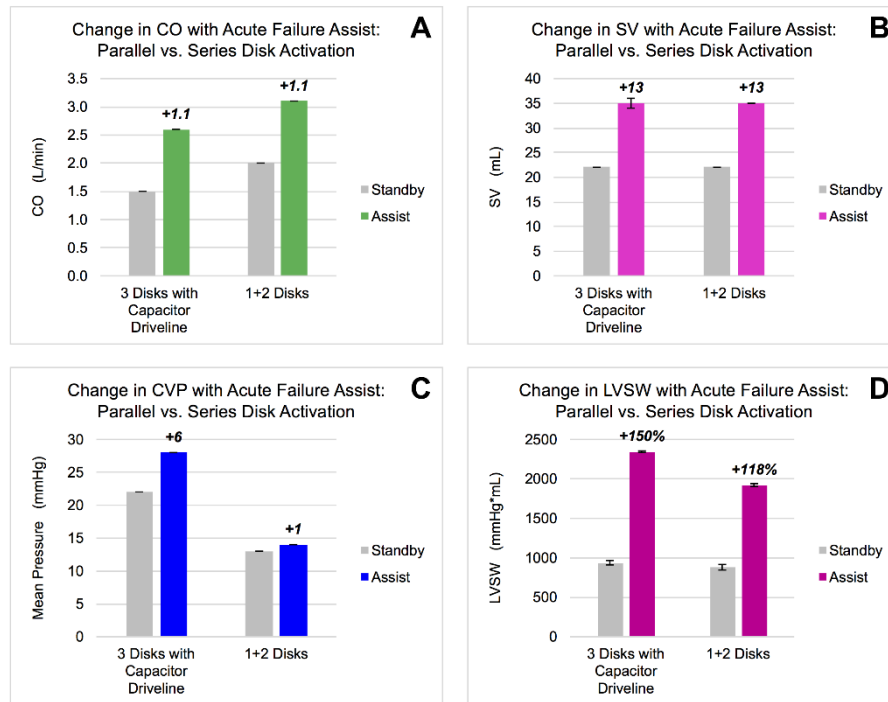 Change in CO with Acute Failure Assist:
Parallel vs. Series Disk Activation
A
3.5
3.0
2.5
2.0
1.5
1.0
0.5
0.0
CO (L/min)
+1.1
+1.1
3 Disks with
Capacitor
Driveline
1+2 Disks
Standby
Assist
Change in SV with Acute Failure Assist:
Parallel vs. Series Disk Activation
B
40
35
30
25
20
15
10
5
0
SV (mL)
+13
+13
3 Disks with
Capacitor
Driveline
1+2 Disks
Standby
Assist
Change in CVP with Acute Failure Assist:
Parallel vs. Series Disk Activation
C
30
25
20
15
10
5
0
Mean Pressure (mmHg)
+6
+1
3 Disks with
Capacitor
Driveline
1+2 Disks
Standby
Assist
Change in LVSW with Acute Failure Assist:
Parallel vs. Series Disk Activation
D
2500
2000
1500
1000
500
0
LVSW (mmHg*mL)
+150%
+118%
3 Disks with
Capacitor
Driveline
1+2 Disks
Standby
Assist